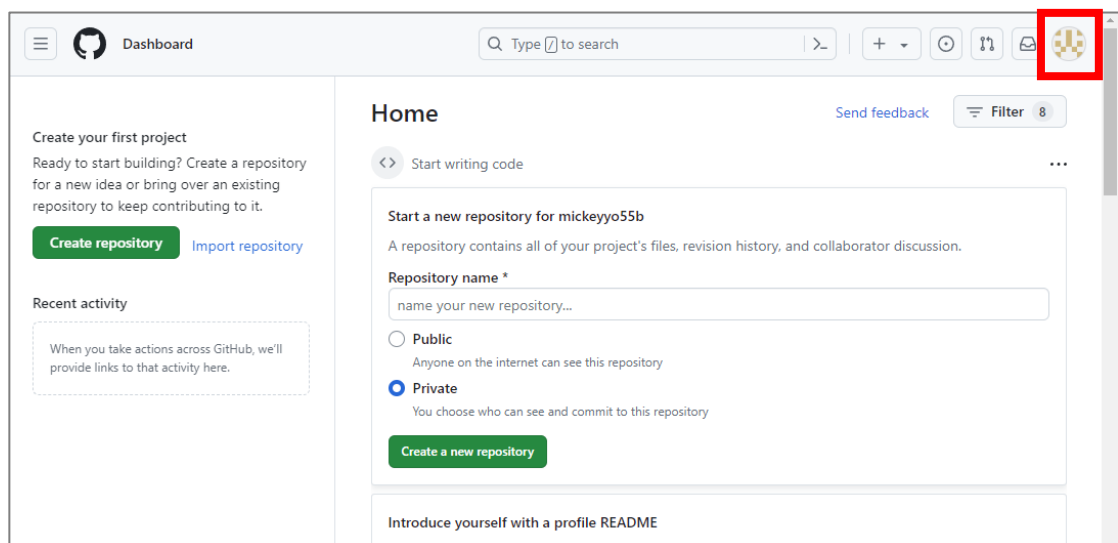 Dashboard
Type / to search
Create your first project
Ready to start building? Create a repository
for a new idea or bring over an existing
repository to keep contributing to it.
Create repository
Import repository
Recent activity
When you take actions across GitHub, we'll
provide links to that activity here.
Home
Send feedback
Filter 8
Start writing code
Start a new repository for mickeyyo55b
A repository contains all of your project's files, revision history, and collaborator discussion.
Repository name *
name your new repository...
Public
Anyone on the internet can see this repository
Private
You choose who can see and commit to this repository
Create a new repository
Introduce yourself with a profile README